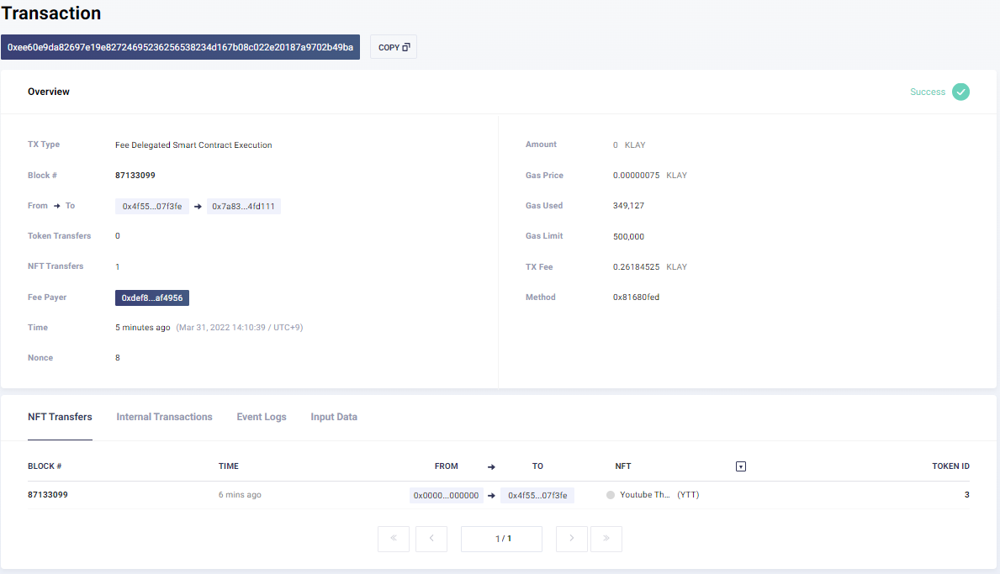 Transaction
0xee60e9da82697e19e82724695236256538234d167b08c022e20187a9702b49ba COPY
Overview Success
TX Type Fee Delegated Smart Contract Execution
Block # 87133099
From → To 0x4f55...07f3fe → 0x7a83...4fd111
Token Transfers 0
NFT Transfers 1
Fee Payer 0xdef8...af4956
Time 5 minutes ago (Mar 31, 2022 14:10:39 / UTC+9)
Nonce 8
Amount 0 KLAY
Gas Price 0.00000075 KLAY
Gas Used 349,127
Gas Limit 500,000
TX Fee 0.26184525 KLAY
Method 0x81680fed
NFT Transfers Internal Transactions Event Logs Input Data
BLOCK # TIME FROM → TO NFT TOKEN ID
87133099 6 mins ago 0x0000...000000 → 0x4f55...07f3fe Youtube Th... (YTT) 3
1 / 1